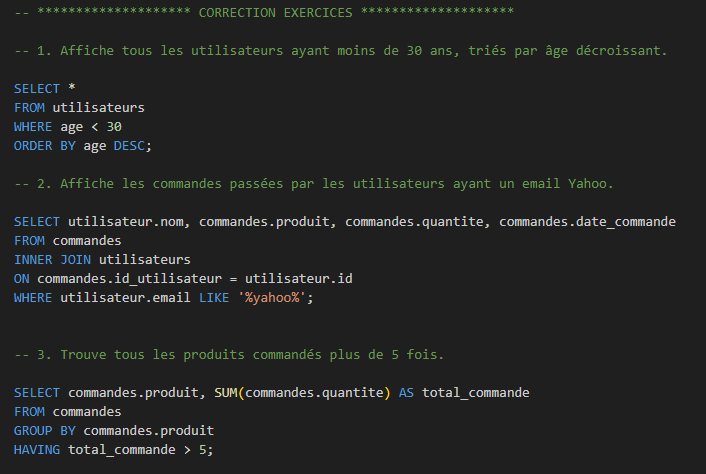 -- ******************** CORRECTION EXERCICES ********************
-- 1. Affiche tous les utilisateurs ayant moins de 30 ans, triés par âge décroissant.
SELECT *
FROM utilisateurs
WHERE age < 30
ORDER BY age DESC;
-- 2. Affiche les commandes passées par les utilisateurs ayant un email Yahoo.
SELECT utilisateur.nom, commandes.produit, commandes.quantite, commandes.date_commande
FROM commandes
INNER JOIN utilisateurs
ON commandes.id_utilisateur = utilisateur.id
WHERE utilisateur.email LIKE '%yahoo%';
-- 3. Trouve tous les produits commandés plus de 5 fois.
SELECT commandes.produit, SUM(commandes.quantite) AS total_commande
FROM commandes
GROUP BY commandes.produit
HAVING total_commande > 5;